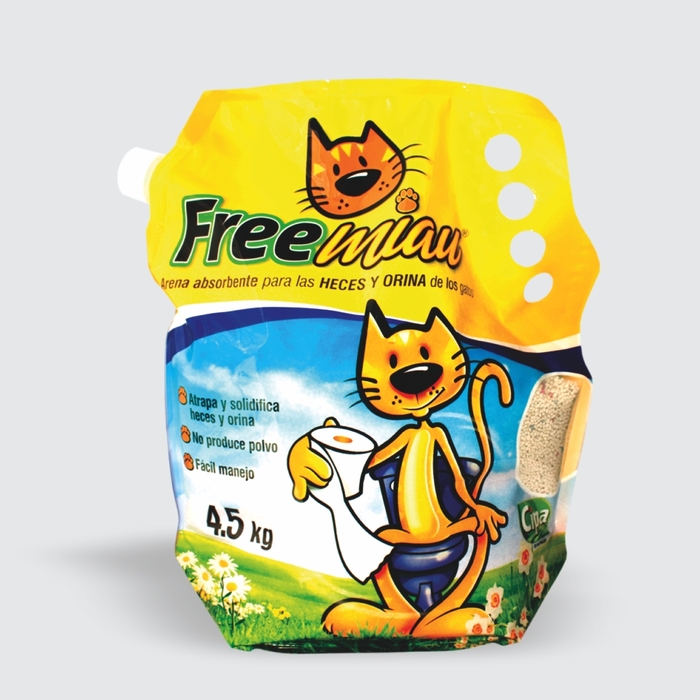 Freemiau®
Arena absorbente para las HECES Y ORINA de los gatos
Atrapa y solidifica
heces y orina
No produce polvo
Fácil manejo
4.5 kg